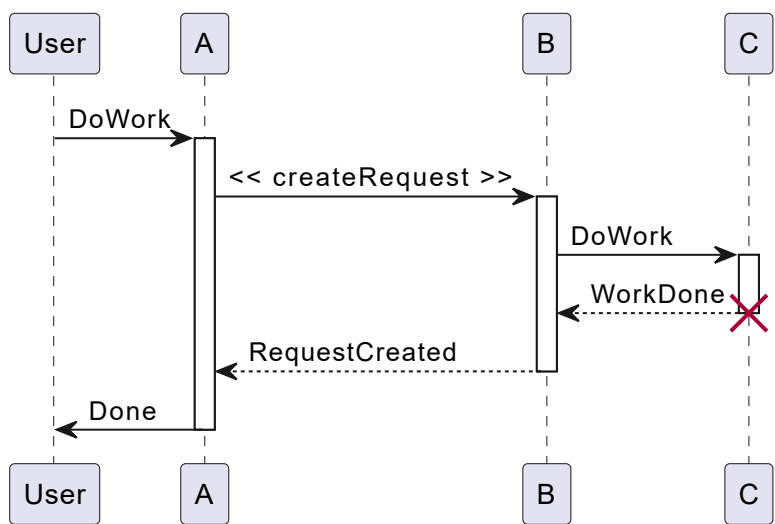 User A B C
DoWork
<< createRequest >>
DoWork
WorkDone
RequestCreated
Done
User A B C